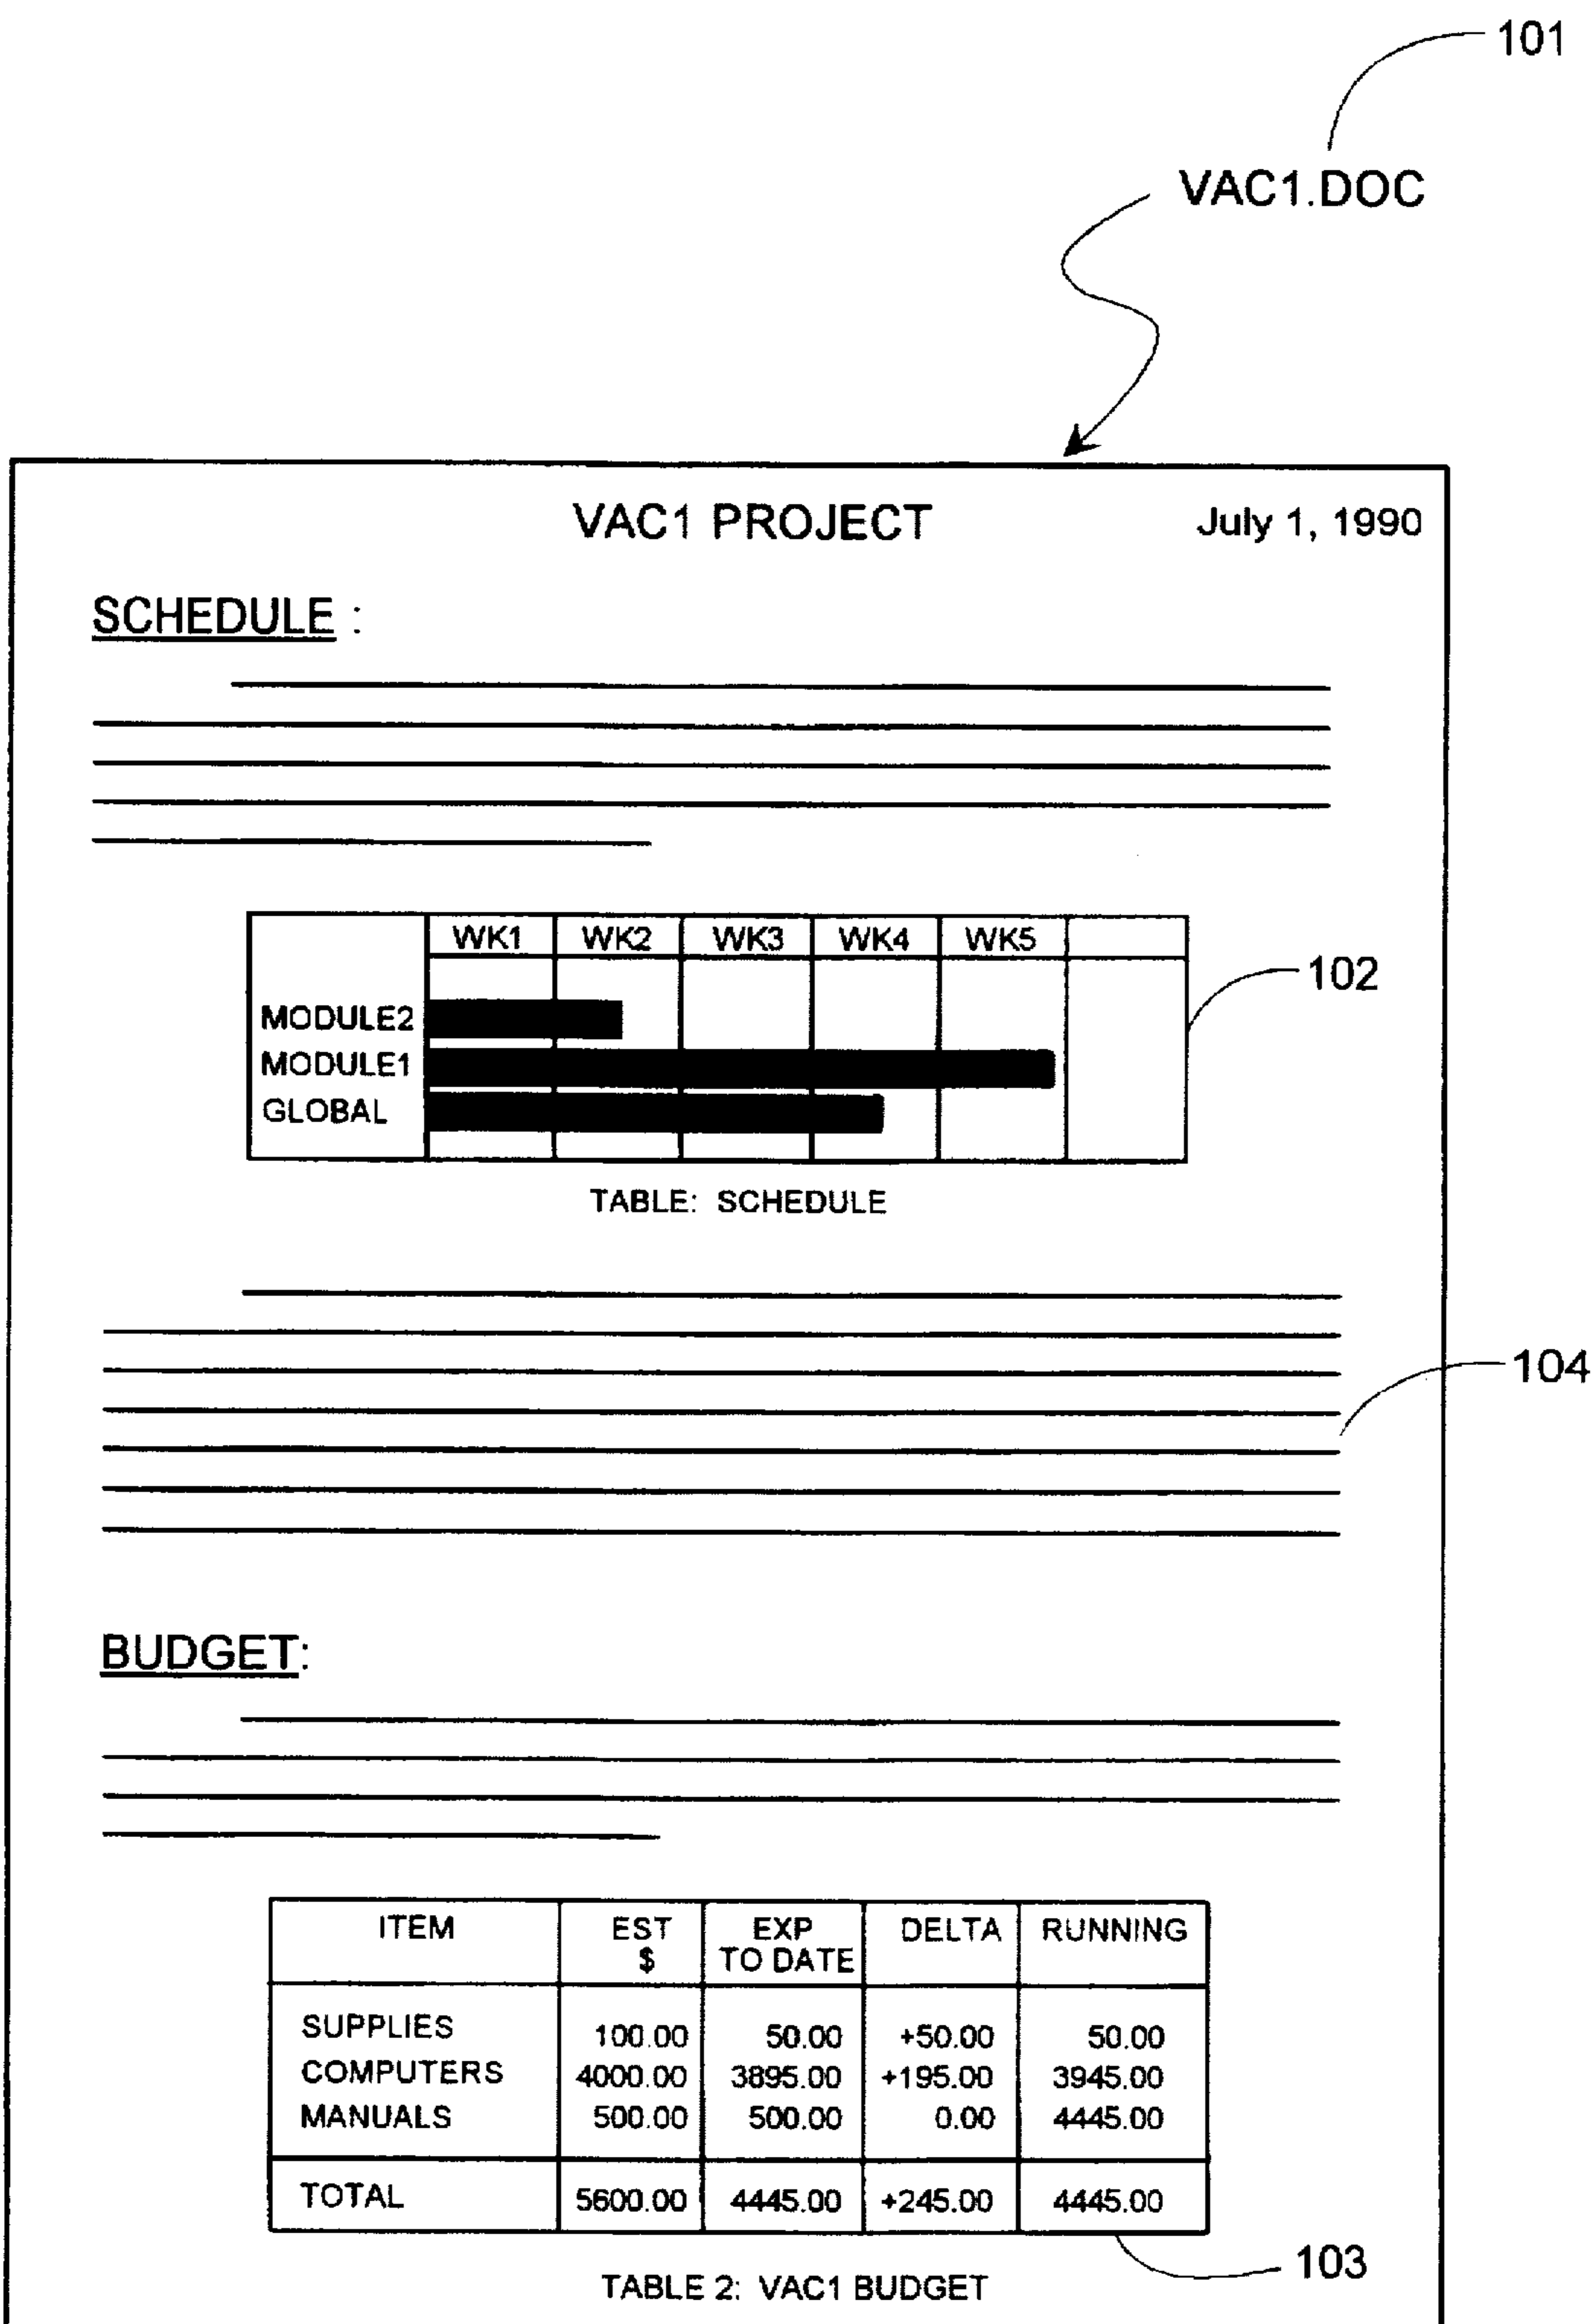 101
VAC1.DOC
VAC1 PROJECT July 1, 1990
SCHEDULE :
WK1 WK2 WK3 WK4 WK5
102
MODULE2
MODULE1
GLOBAL
TABLE: SCHEDULE
104
BUDGET:
ITEM EST $ EXP TO DATE DELTA RUNNING
SUPPLIES 100.00 50.00 +50.00 50.00
COMPUTERS 4000.00 3895.00 +195.00 3945.00
MANUALS 500.00 500.00 0.00 4445.00
TOTAL 5600.00 4445.00 +245.00 4445.00
103
TABLE 2: VAC1 BUDGET